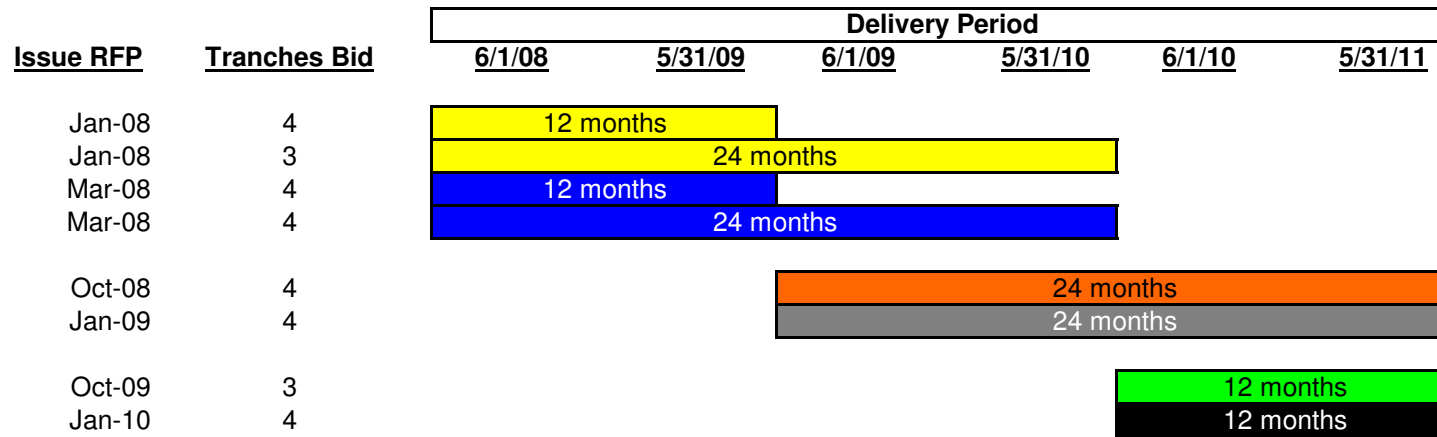 Delivery Period
Issue RFP Tranches Bid 6/1/08 5/31/09 6/1/09 5/31/10 6/1/10 5/31/11
Jan-08 4 12 months
Jan-08 3 24 months
Mar-08 4 12 months
Mar-08 4 24 months
Oct-08 4 24 months
Jan-09 4 24 months
Oct-09 3 12 months
Jan-10 4 12 months